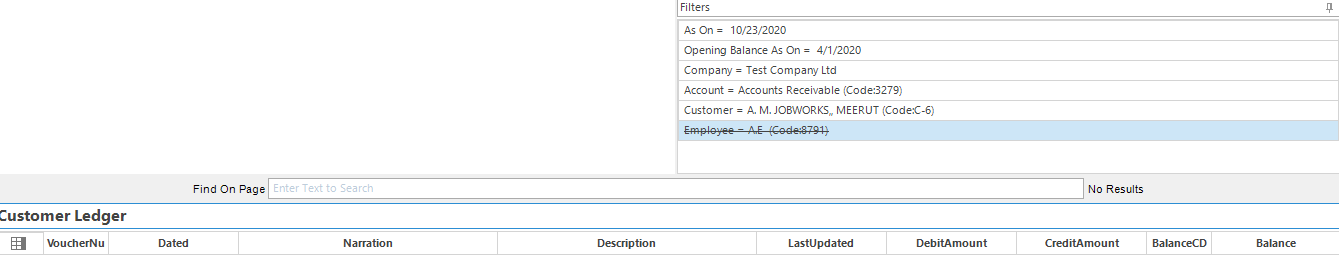 Filters
As On =  10/23/2020
Opening Balance As On =  4/1/2020
Company = Test Company Ltd
Account = Accounts Receivable (Code:3279)
Customer = A. M. JOBWORKS,, MEERUT (Code:C-6)
Employee = A.E  (Code:8791)
Find On Page Enter Text to Search No Results
Customer Ledger
VoucherNu Dated Narration Description LastUpdated DebitAmount CreditAmount BalanceCD Balance